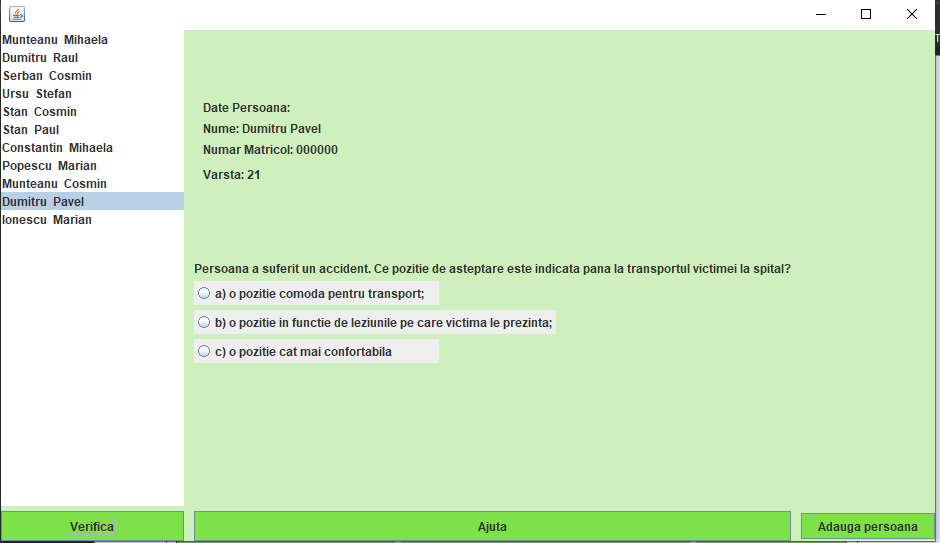 Munteanu Mihaela
Dumitru Raul
Serban Cosmin
Ursu Stefan
Stan Cosmin
Stan Paul
Constantin Mihaela
Popescu Marian
Munteanu Cosmin
Dumitru Pavel
Ionescu Marian
Date Persoana:
Nume: Dumitru Pavel
Numar Matricol: 000000
Varsta: 21
Persoana a suferit un accident. Ce pozitie de asteptare este indicata pana la transportul victimei la spital?
a) o pozitie comoda pentru transport;
b) o pozitie in functie de leziunile pe care victima le prezinta;
c) o pozitie cat mai confortabila
Verifica
Ajuta
Adauga persoana